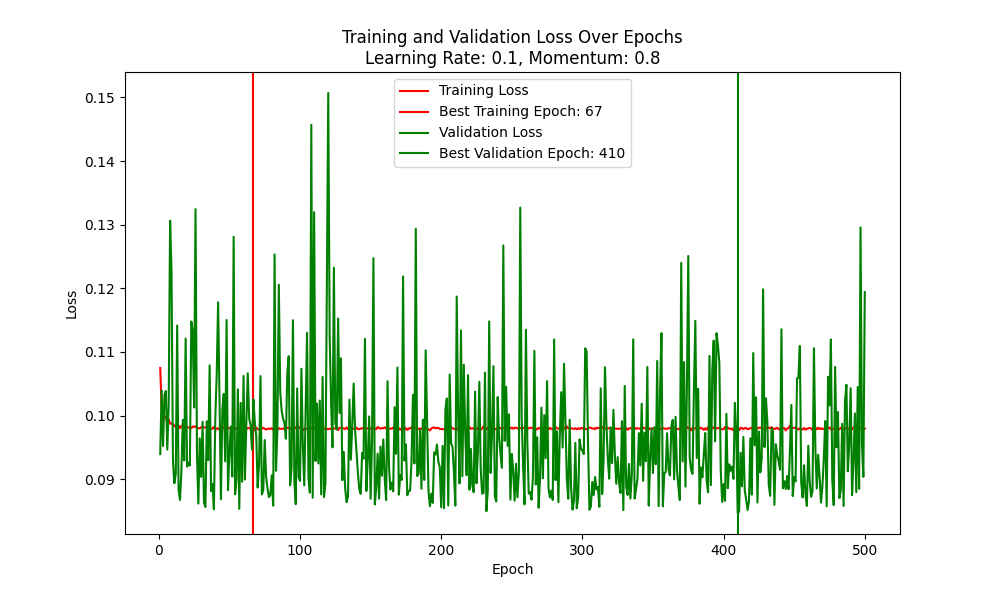 Training and Validation Loss Over Epochs
Learning Rate: 0.1, Momentum: 0.8
Training Loss
Best Training Epoch: 67
Validation Loss
Best Validation Epoch: 410
Loss
0.15
0.14
0.13
0.12
0.11
0.10
0.09
0 100 200 300 400 500
Epoch